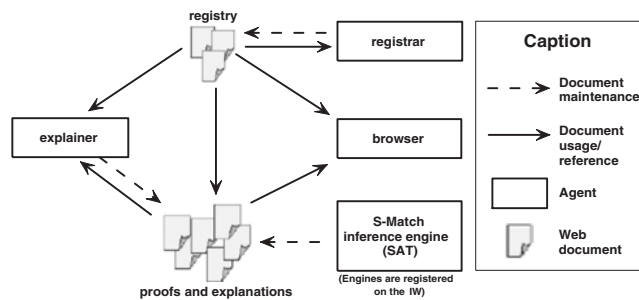 registry
registrar
explainer
browser
S-Match
inference engine
(SAT)
(Engines are registered
on the IW)
proofs and explanations
Caption
Document
maintenance
Document
usage/
reference
Agent
Web
document